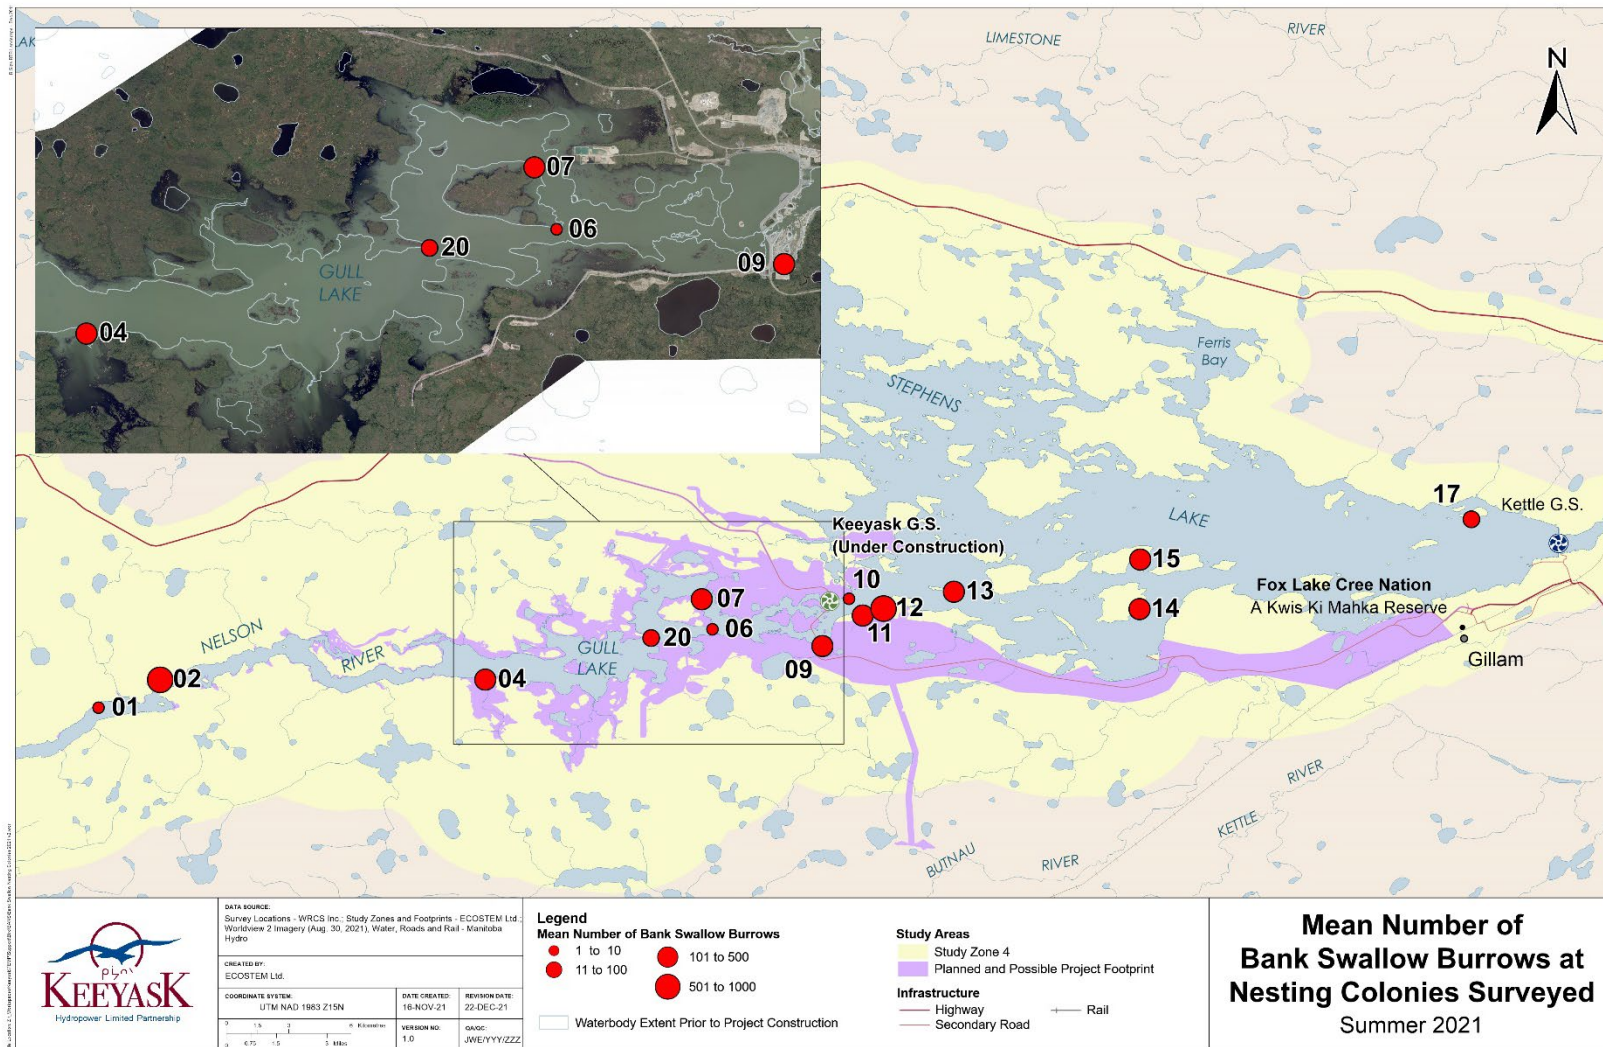 LIMESTONE
RIVER
N
07
06
20
09
GULL
LAKE
04
Ferris
Bay
STEPHENS
LAKE
17
Kettle G.S.
Keeyask G.S.
(Under Construction)
15
10
13
12
Fox Lake Cree Nation
A Kwis Ki Mahka Reserve
14
11
07
06
20
09
GULL
LAKE
04
Gillam
NELSON
RIVER
02
01
KETTLE
RIVER
BUTNAU
RIVER
KEEYASK
Hydropower Limited Partnership
DATA SOURCE:
Survey Locations - WRCS Inc.; Study Zones and Footprints - ECOSTEM Ltd.;
Worldview 2 Imagery (Aug. 30, 2021), Water, Roads and Rail - Manitoba
Hydro
CREATED BY:
ECOSTEM Ltd.
COORDINATE SYSTEM:
UTM NAD 1983 Z15N
DATE CREATED:
16-NOV-21
REVISION DATE:
22-DEC-21
VERSION NO:
1.0
QA/QC:
JWE/YYY/ZZZ
Legend
Mean Number of Bank Swallow Burrows
1 to 10
11 to 100
101 to 500
501 to 1000
Waterbody Extent Prior to Project Construction
Study Areas
Study Zone 4
Planned and Possible Project Footprint
Infrastructure
Highway
Rail
Secondary Road
Mean Number of
Bank Swallow Burrows at
Nesting Colonies Surveyed
Summer 2021